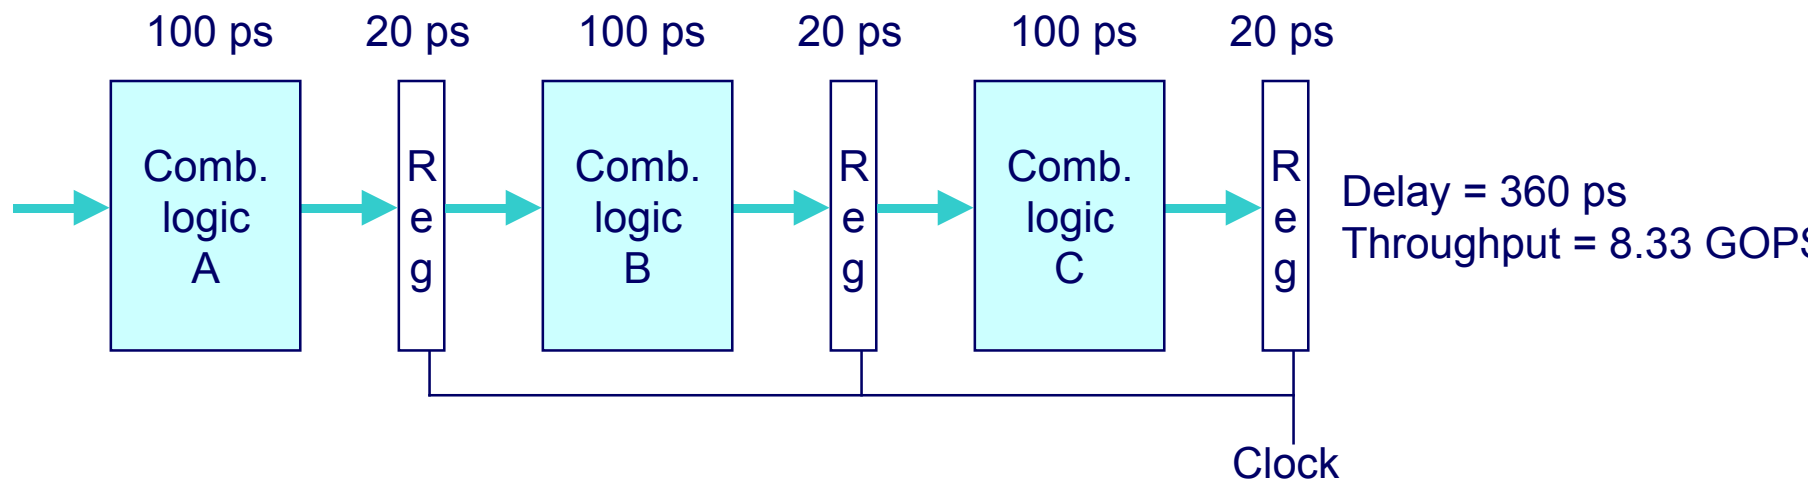 100 ps 20 ps 100 ps 20 ps 100 ps 20 ps
Comb.
logic
A
R
e
g
Comb.
logic
B
R
e
g
Comb.
logic
C
R
e
g
Delay = 360 ps
Throughput = 8.33 GOPS
Clock